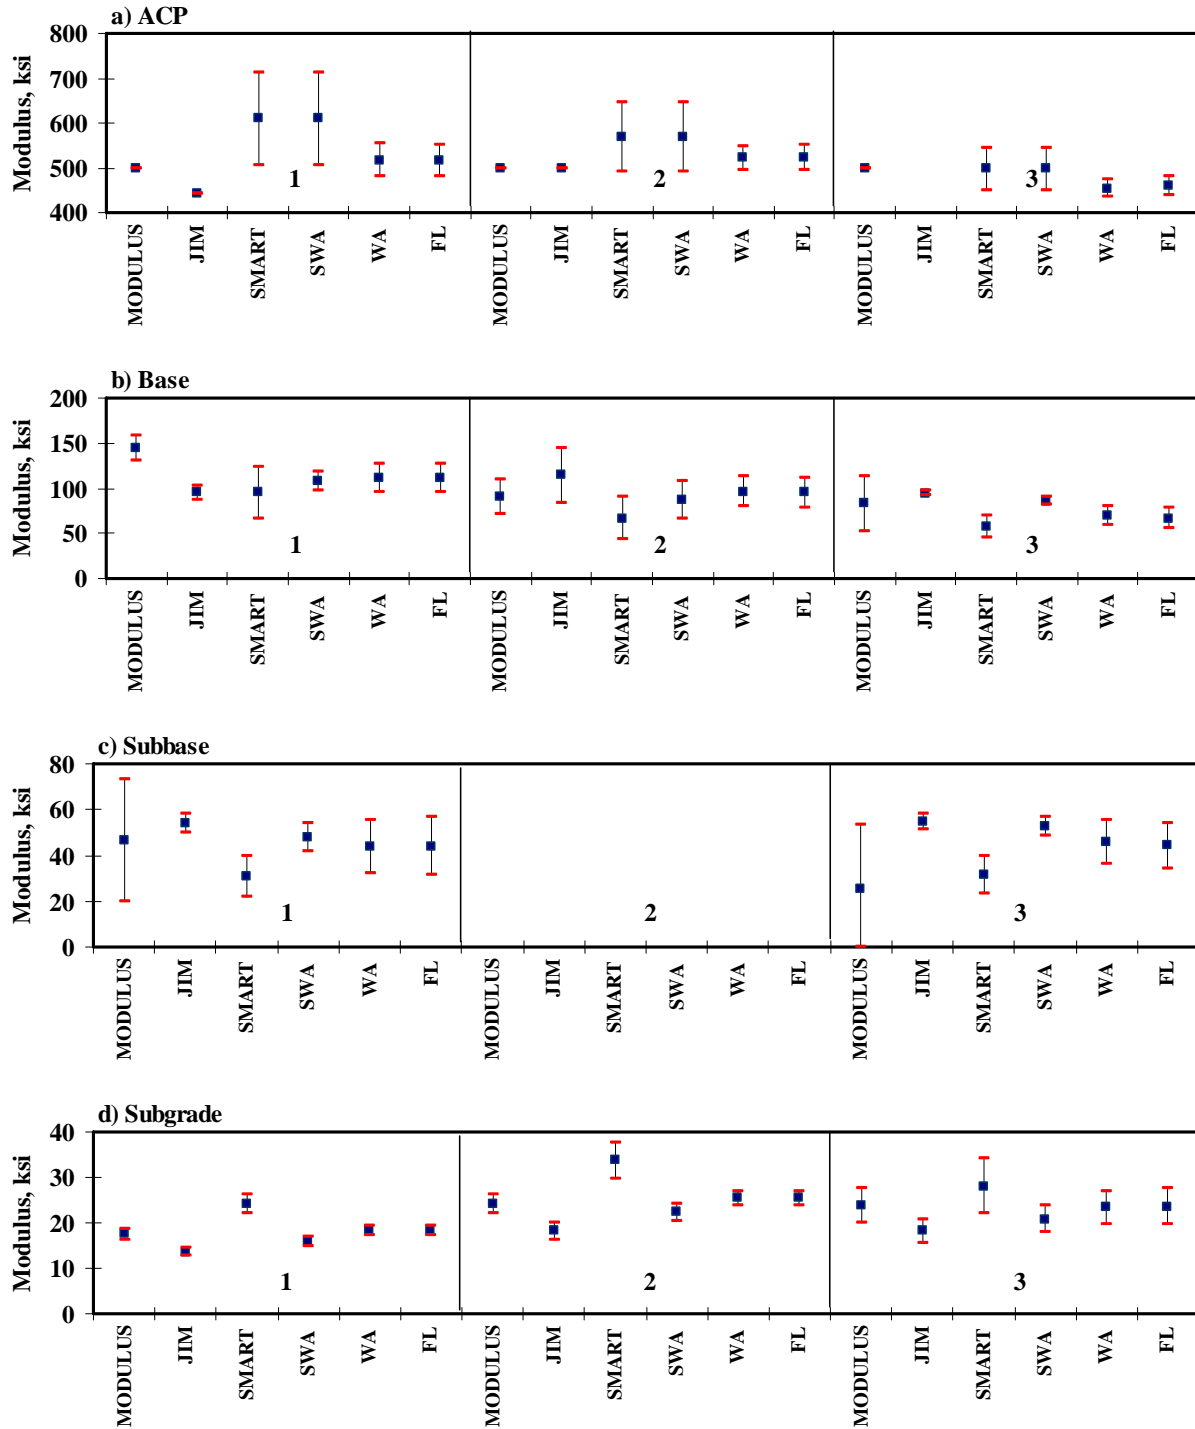 a) ACP
Modulus, ksi
800
700
600
500
400
1
2
3
MODULUS JIM SMART SWA WA FL MODULUS JIM SMART SWA WA FL MODULUS JIM SMART SWA WA FL
b) Base
Modulus, ksi
200
150
100
50
0
1
2
3
MODULUS JIM SMART SWA WA FL MODULUS JIM SMART SWA WA FL MODULUS JIM SMART SWA WA FL
c) Subbase
Modulus, ksi
80
60
40
20
0
1
2
3
MODULUS JIM SMART SWA WA FL MODULUS JIM SMART SWA WA FL MODULUS JIM SMART SWA WA FL
d) Subgrade
Modulus, ksi
40
30
20
10
0
1
2
3
MODULUS JIM SMART SWA WA FL MODULUS JIM SMART SWA WA FL MODULUS JIM SMART SWA WA FL